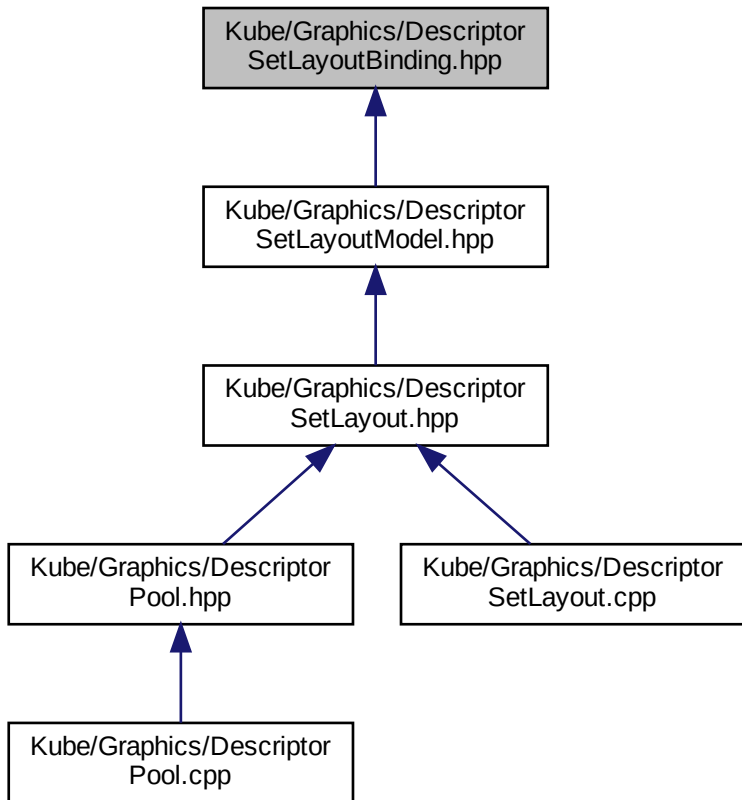 Kube/Graphics/Descriptor
SetLayoutBinding.hpp
Kube/Graphics/Descriptor
SetLayoutModel.hpp
Kube/Graphics/Descriptor
SetLayout.hpp
Kube/Graphics/Descriptor
Pool.hpp
Kube/Graphics/Descriptor
SetLayout.cpp
Kube/Graphics/Descriptor
Pool.cpp